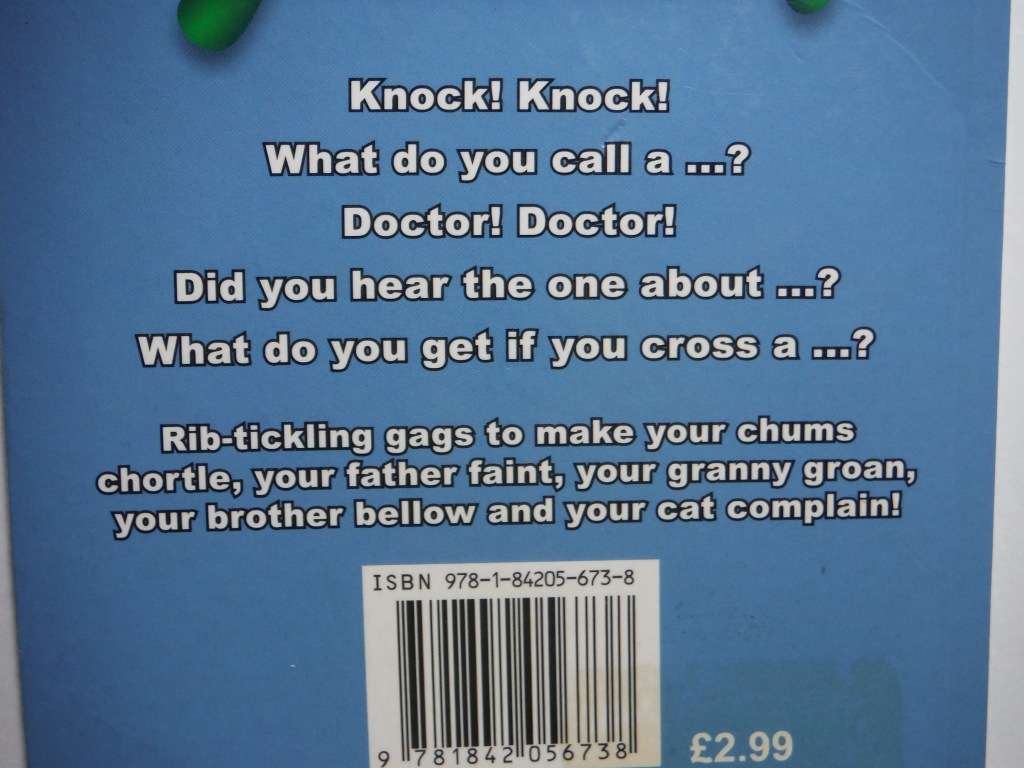 Knock! Knock!
What do you call a ...?
Doctor! Doctor!
Did you hear the one about ...?
What do you get if you cross a ...?
Rib-tickling gags to make your chums
chortle, your father faint, your granny groan,
your brother bellow and your cat complain!
ISBN 978-1-84205-673-8
9 781842 056738
£2.99